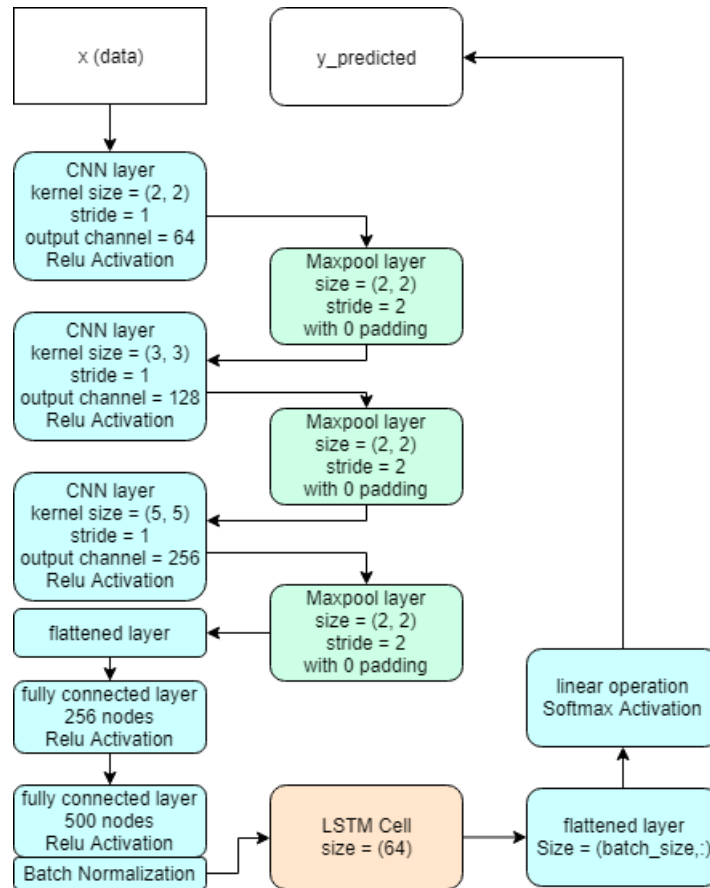 x (data)
y_predicted
CNN layer
kernel size = (2, 2)
stride = 1
output channel = 64
Relu Activation
Maxpool layer
size = (2, 2)
stride = 2
with 0 padding
CNN layer
kernel size = (3, 3)
stride = 1
output channel = 128
Relu Activation
Maxpool layer
size = (2, 2)
stride = 2
with 0 padding
CNN layer
kernel size = (5, 5)
stride = 1
output channel = 256
Relu Activation
Maxpool layer
size = (2, 2)
stride = 2
with 0 padding
flattened layer
fully connected layer
256 nodes
Relu Activation
fully connected layer
500 nodes
Relu Activation
Batch Normalization
LSTM Cell
size = (64)
flattened layer
Size = (batch_size,:)
linear operation
Softmax Activation